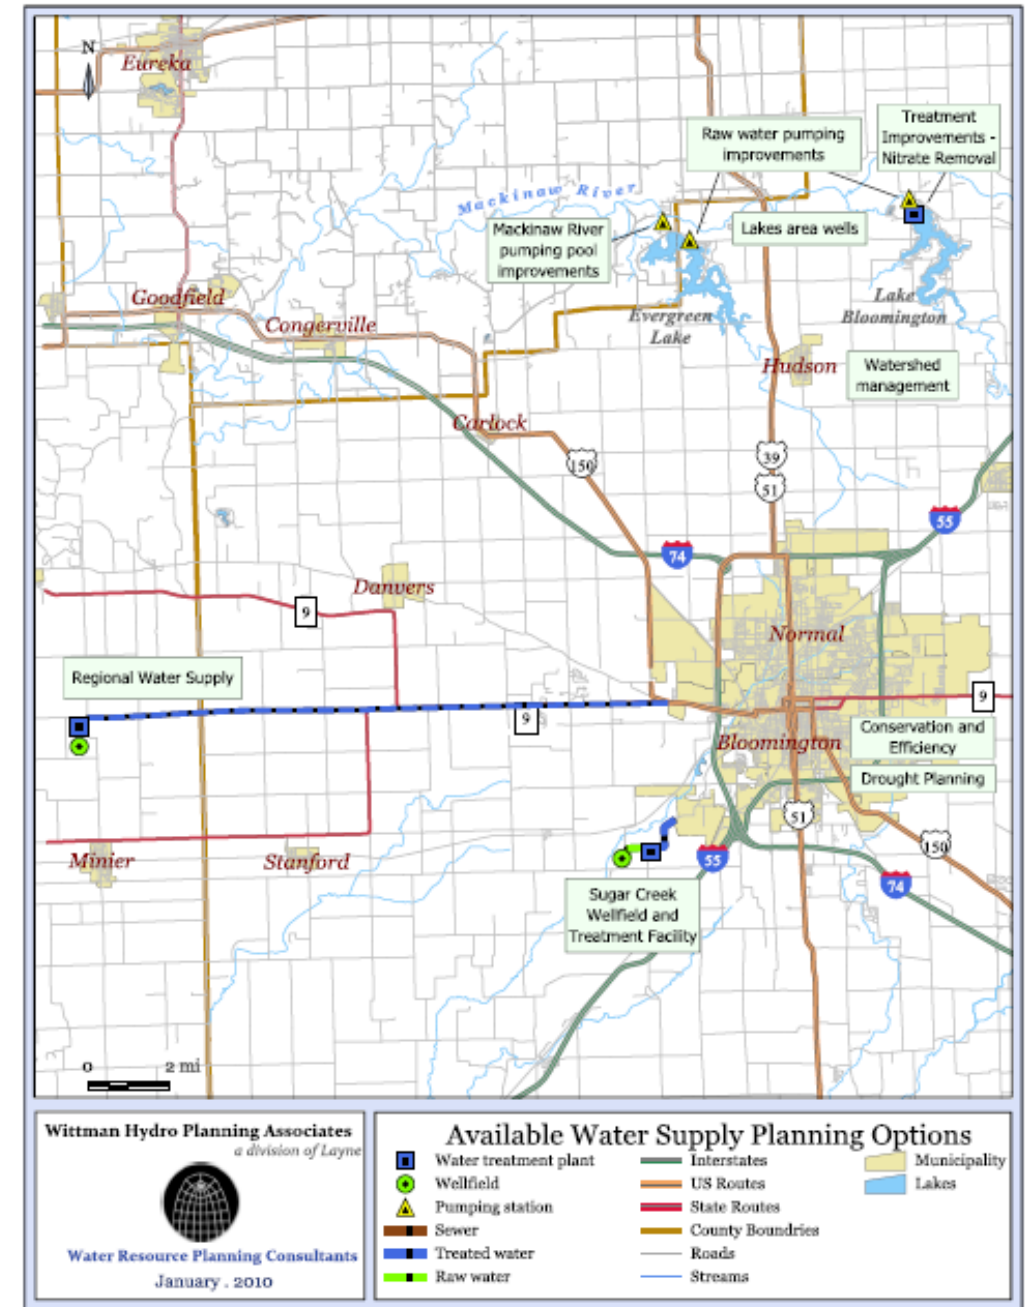 N
Eureka
Treatment
Improvements -
Nitrate Removal
Raw water pumping
improvements
Mackinaw River
Mackinaw River
pumping pool
improvements
Lakes area wells
Goodfield
Congerville
Evergreen
Lake
Lake
Bloomington
Hudson
Watershed
management
Carlock
150
39
51
55
74
Danvers
9
Normal
Regional Water Supply
9
9
Bloomington
Conservation and
Efficiency
Drought Planning
51
150
Minier
Stanford
55
74
Sugar Creek
Wellfield and
Treatment Facility
0 2 mi
Wittman Hydro Planning Associates
a division of Layne
Water Resource Planning Consultants
January . 2010
Available Water Supply Planning Options
Water treatment plant
Wellfield
Pumping station
Sewer
Treated water
Raw water
Interstates
US Routes
State Routes
County Boundries
Roads
Streams
Municipality
Lakes